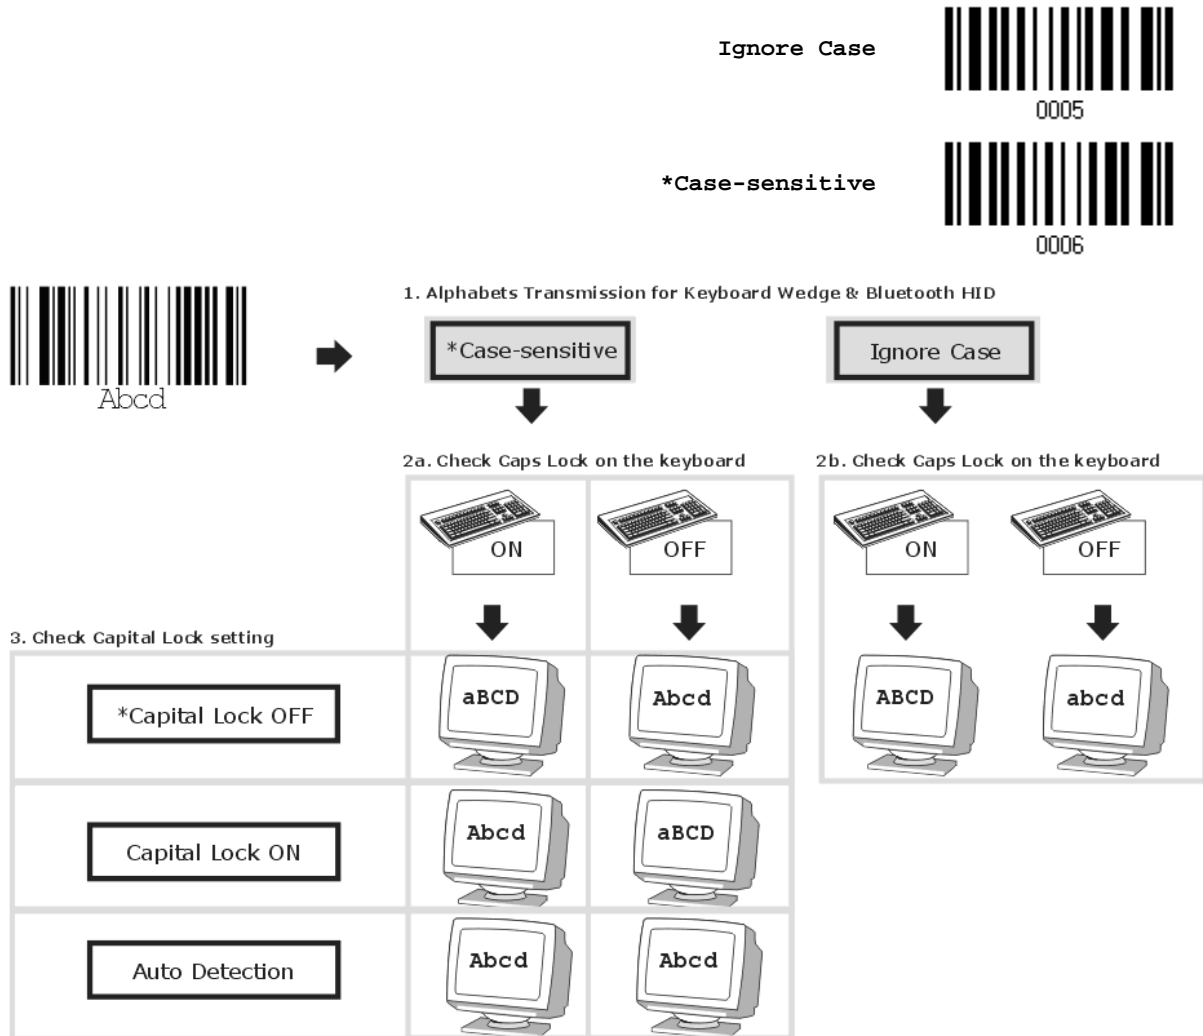 Ignore Case
0005
*Case-sensitive
0006
Abcd
1. Alphabets Transmission for Keyboard Wedge & Bluetooth HID
*Case-sensitive
Ignore Case
2a. Check Caps Lock on the keyboard
2b. Check Caps Lock on the keyboard
ON
OFF
ON
OFF
3. Check Capital Lock setting
*Capital Lock OFF
aBCD
Abcd
ABCD
abcd
Capital Lock ON
Abcd
aBCD
Auto Detection
Abcd
Abcd